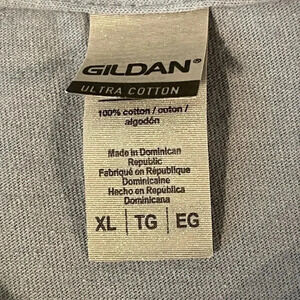 GILDAN®
ULTRA COTTON
100% cotton / coton /
algodón
Made in Dominican
Republic
Fabriqué en République
Dominicaine
Hecho en República
Dominicana
XL | TG | EG